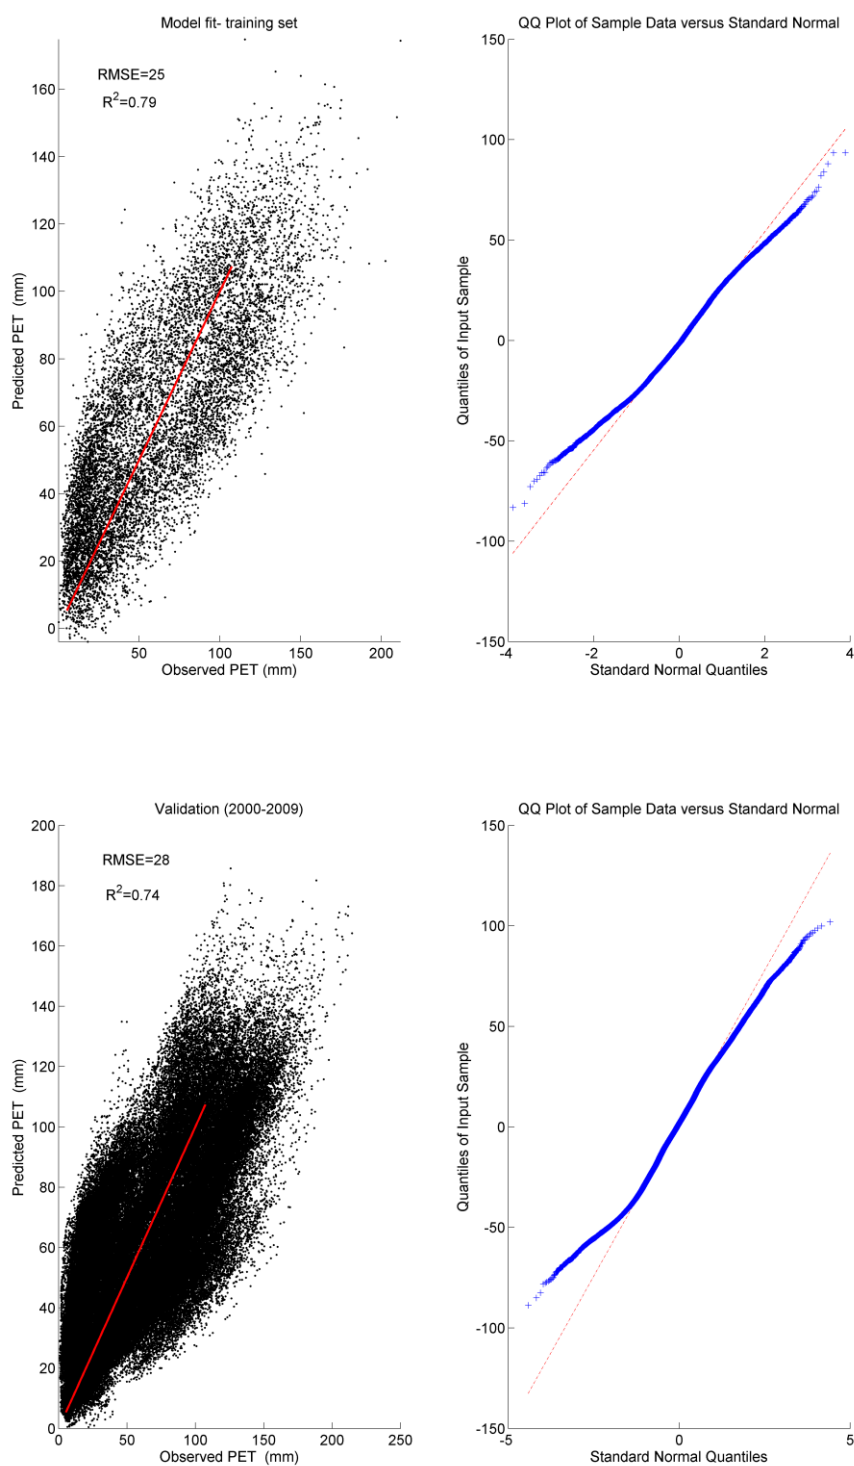 Model fit- training set
RMSE=25
R²=0.79
160
140
120
100
80
60
40
20
0
Predicted PET (mm)
50 100 150 200
Observed PET (mm)
QQ Plot of Sample Data versus Standard Normal
150
100
50
0
-50
-100
-150
Quantiles of Input Sample
-4 -2 0 2 4
Standard Normal Quantiles
Validation (2000-2009)
RMSE=28
R²=0.74
200
180
160
140
120
100
80
60
40
20
0
Predicted PET (mm)
0 50 100 150 200 250
Observed PET (mm)
QQ Plot of Sample Data versus Standard Normal
150
100
50
0
-50
-100
-150
Quantiles of Input Sample
-5 0 5
Standard Normal Quantiles